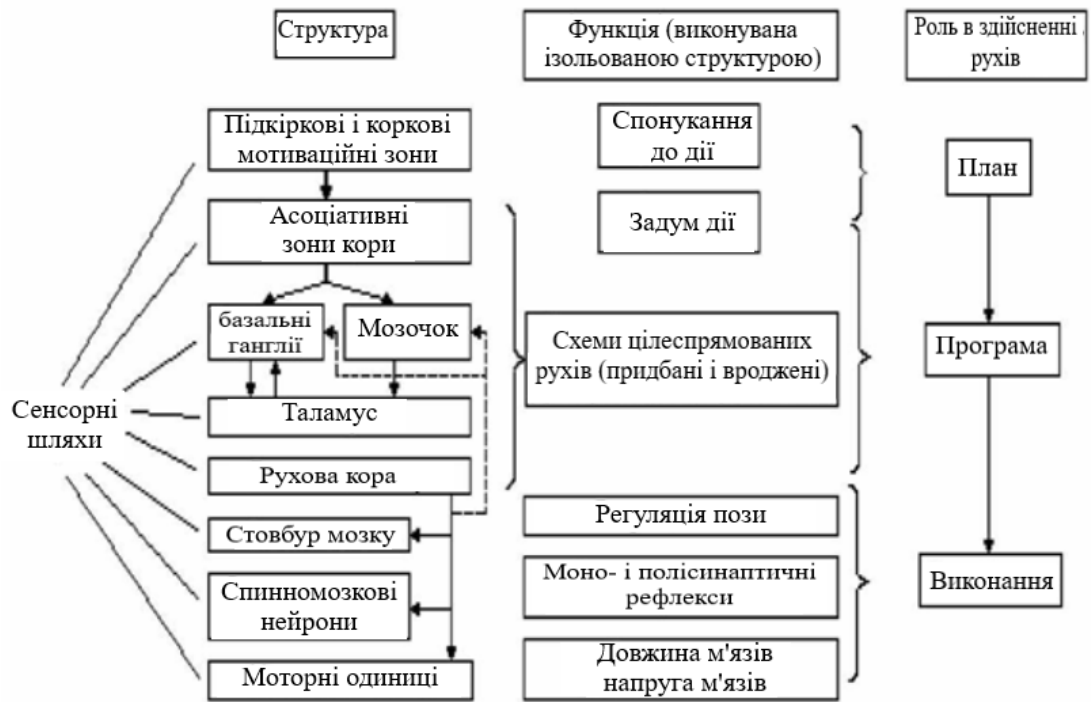 Структура
Функція (виконувана
ізольованою структурою)
Роль в здійсненні
рухів
Підкіркові і коркові
мотиваційні зони
Асоціативні
зони кори
базальні
ганглії
Мозочок
Таламус
Рухова кора
Стовбур мозку
Спинномозкові
нейрони
Моторні одиниці
Сенсорні
шляхи
Спонукання
до дії
Задум дії
Схеми цілеспрямованих
рухів (придбані і вроджені)
Регуляція пози
Моно- і полісинаптичні
рефлекси
Довжина м'язів
напруга м'язів
План
Програма
Виконання